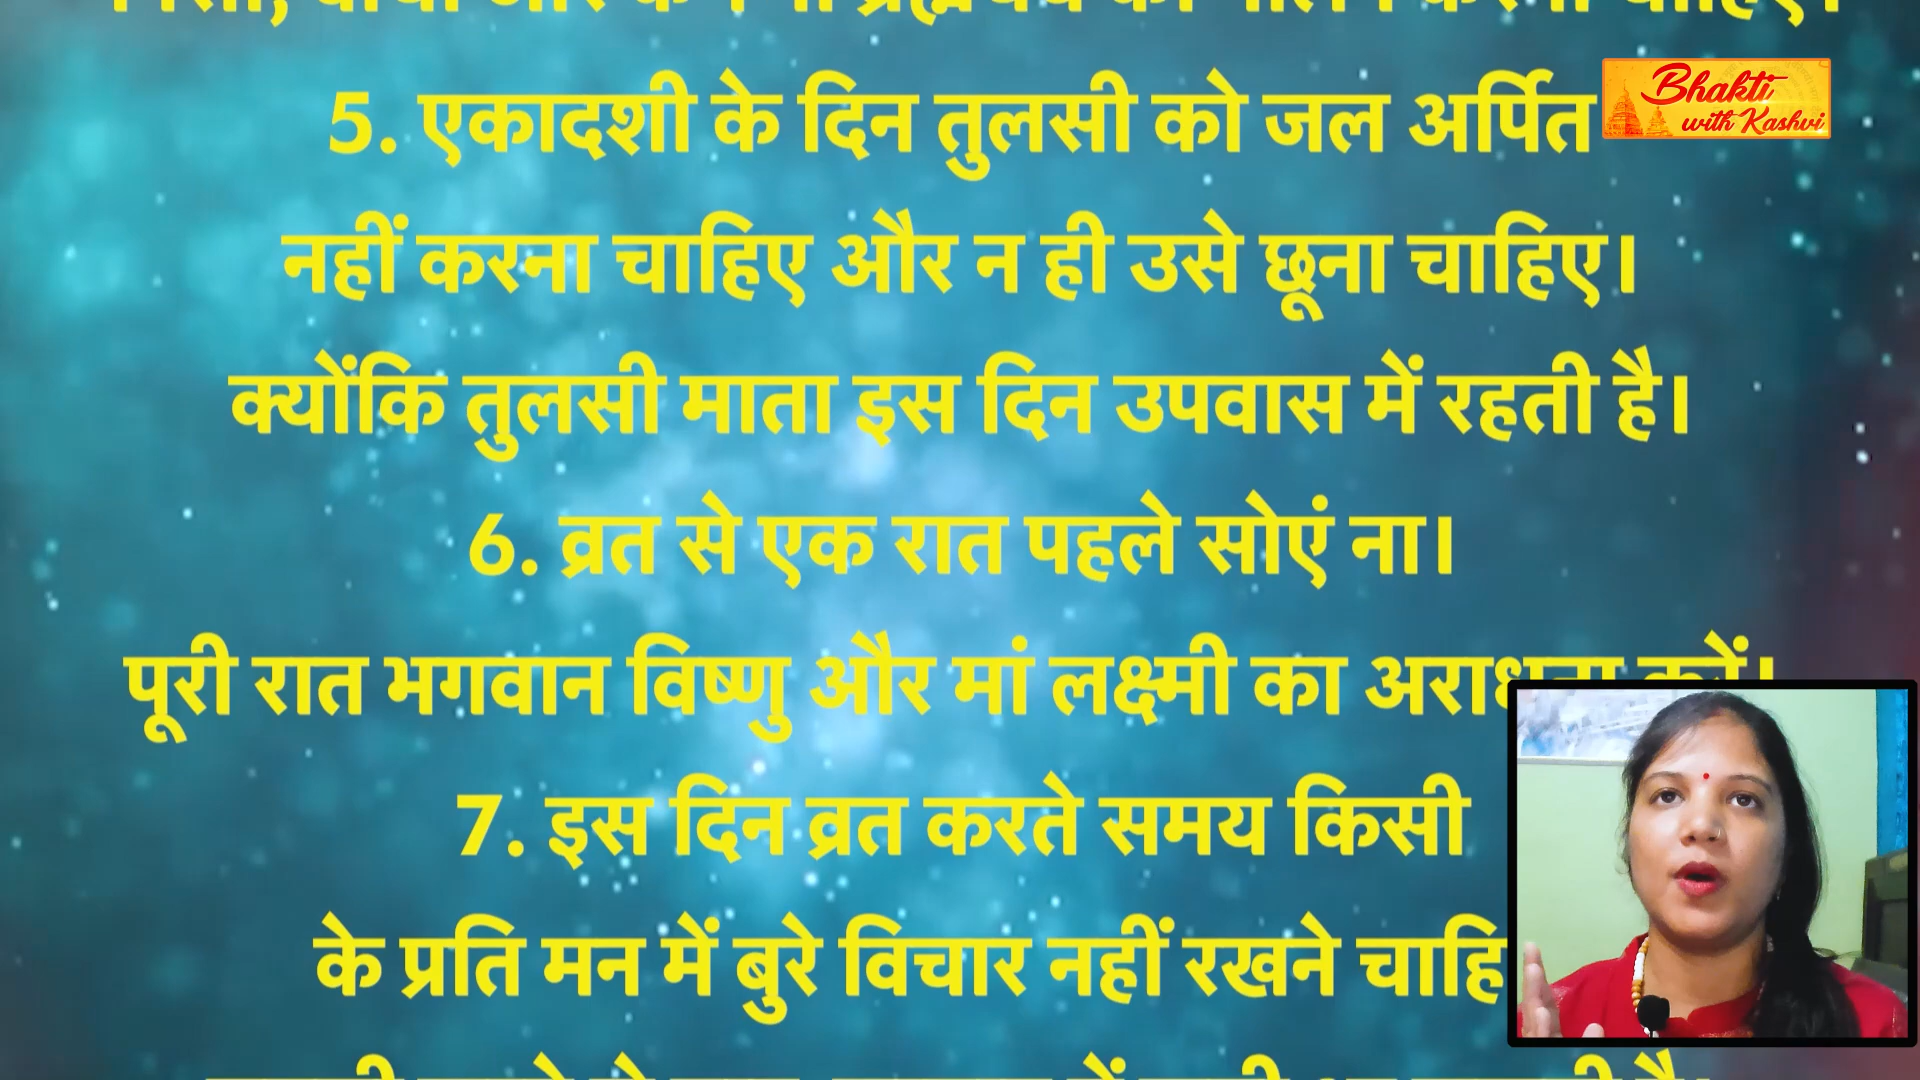 5. एकादशी के दिन तुलसी को जल अर्पित
Bhakti
with Kashvi
नहीं करना चाहिए और न ही उसे छूना चाहिए।
क्योंकि तुलसी माता इस दिन उपवास में रहती है।
6. व्रत से एक रात पहले सोएं ना।
पूरी रात भगवान विष्णु और मां लक्ष्मी का
7. इस दिन व्रत करते समय किसी
के प्रति मन में बुरे विचार नहीं रखने